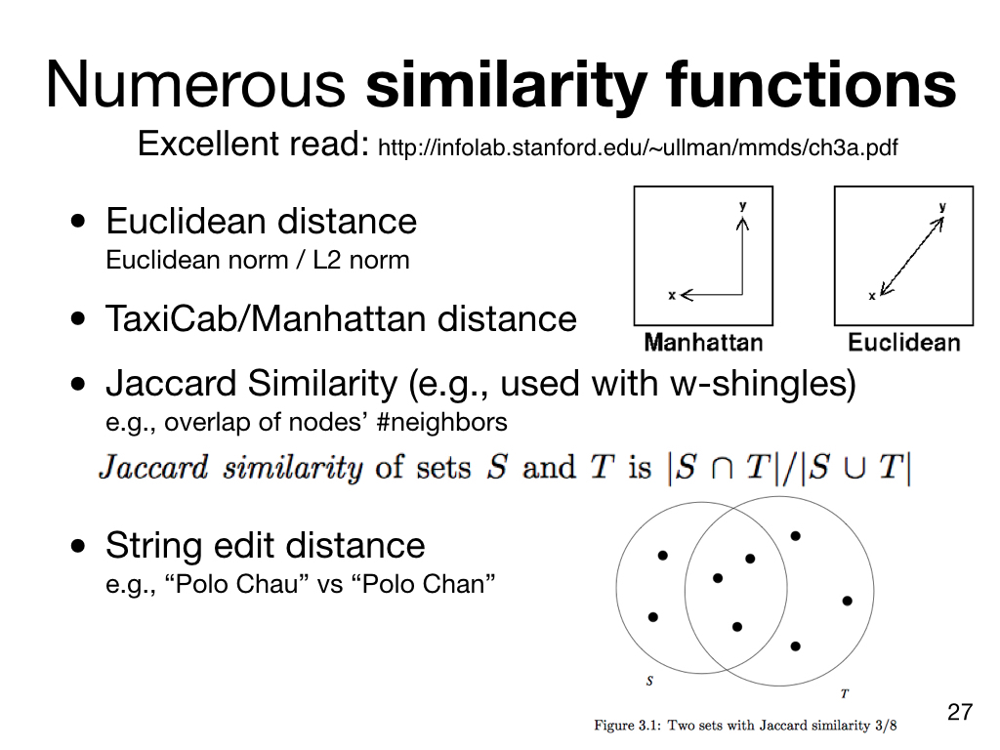 Numerous similarity functions
Excellent read: http://infolab.stanford.edu/~ullman/mmds/ch3a.pdf
• Euclidean distance
Euclidean norm / L2 norm
• TaxiCab/Manhattan distance
y
x
Manhattan
y
x
Euclidean
• Jaccard Similarity (e.g., used with w-shingles)
e.g., overlap of nodes’ #neighbors
Jaccard similarity of sets S and T is |S ∩ T|/|S ∪ T|
• String edit distance
e.g., “Polo Chau” vs “Polo Chan”
S
T
Figure 3.1: Two sets with Jaccard similarity 3/8
27